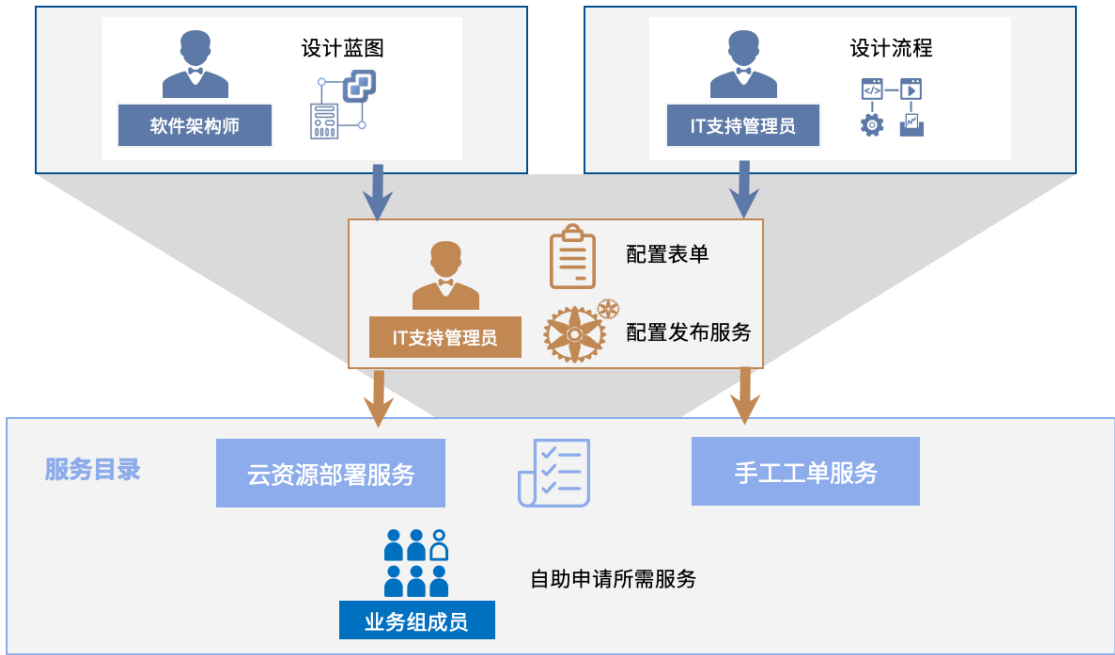 设计蓝图
软件架构师
设计流程
IT支持管理员
配置表单
IT支持管理员
配置发布服务
服务目录
云资源部署服务
手工工单服务
自助申请所需服务
业务组成员